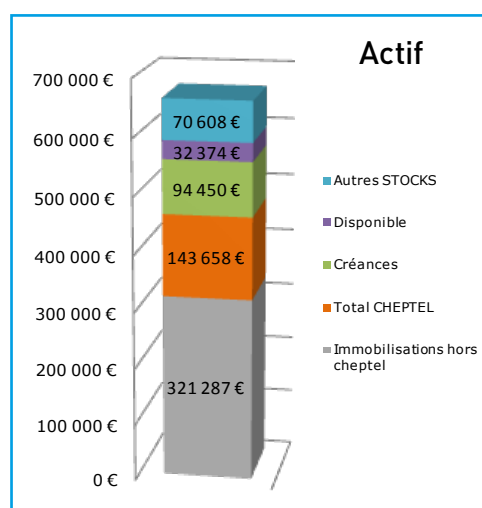 Actif
700 000 €
600 000 €
500 000 €
400 000 €
300 000 €
200 000 €
100 000 €
0 €
70 608 €
32 374 €
94 450 €
143 658 €
321 287 €
Autres STOCKS
Disponible
Créances
Total CHEPTEL
Immobilisations hors
cheptel